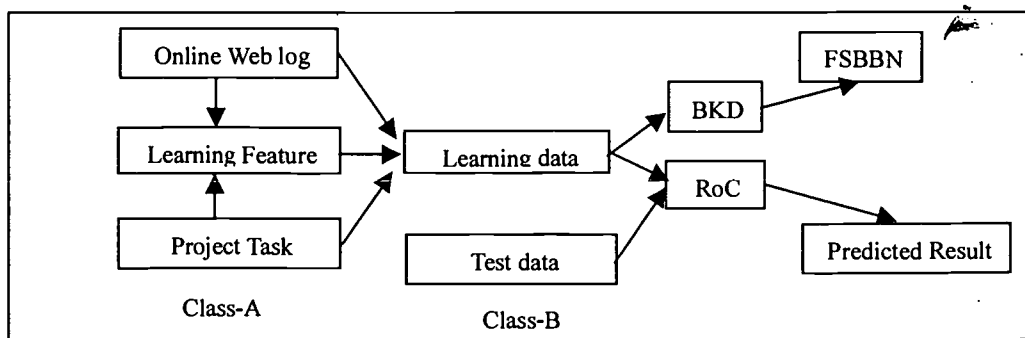 Online Web log
Learning Feature
Project Task
Class-A
Learning data
Test data
Class-B
BKD
RoC
FSBBN
Predicted Result